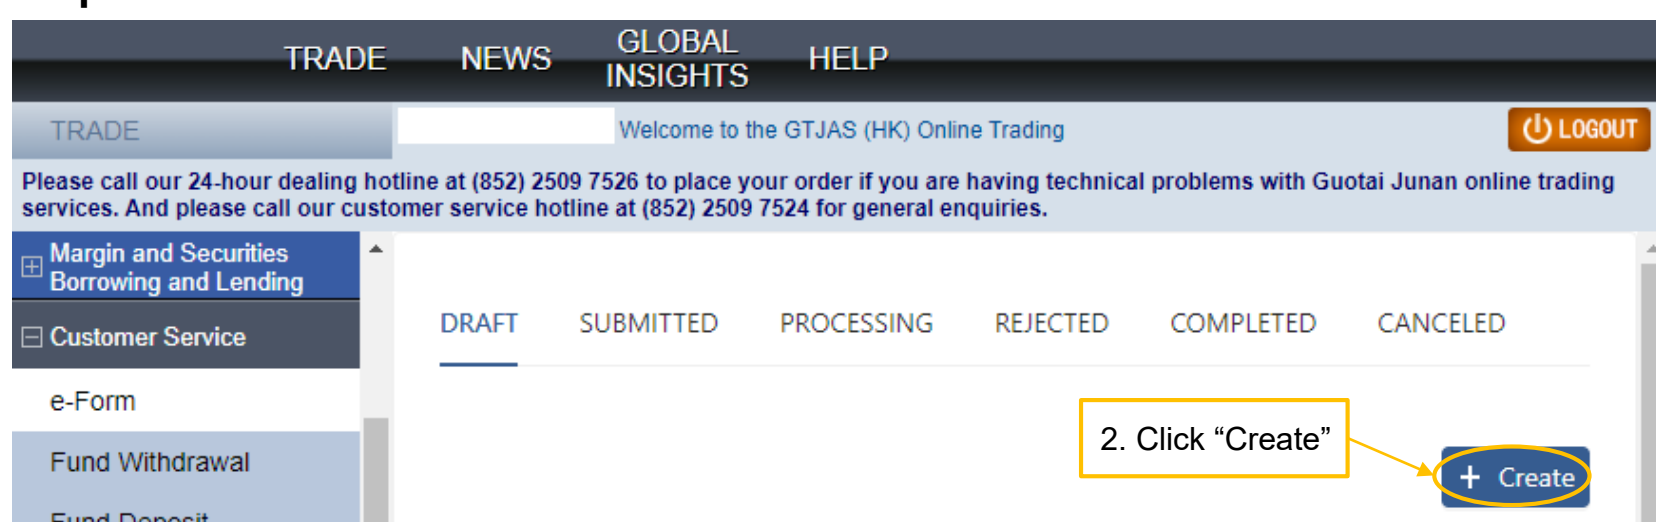 TRADE NEWS GLOBAL INSIGHTS HELP
TRADE Welcome to the GTJAS (HK) Online Trading LOGOUT
Please call our 24-hour dealing hotline at (852) 2509 7526 to place your order if you are having technical problems with Guotai Junan online trading
services. And please call our customer service hotline at (852) 2509 7524 for general enquiries.
Margin and Securities
Borrowing and Lending
Customer Service
DRAFT SUBMITTED PROCESSING REJECTED COMPLETED CANCELED
e-Form
2. Click “Create”
Fund Withdrawal
+ Create
Fund Deposit